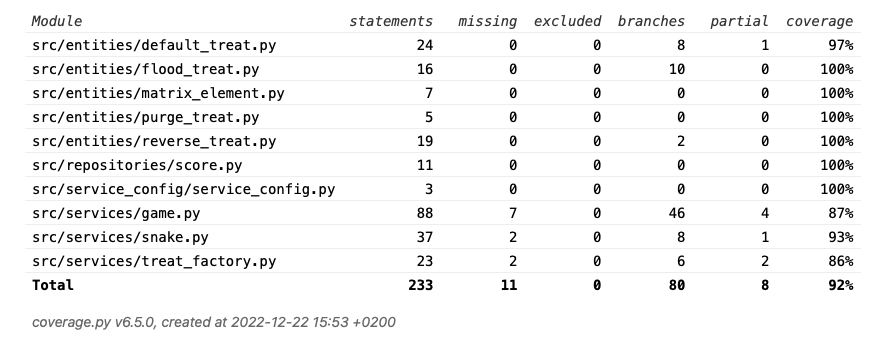 Module statements missing excluded branches partial coverage
src/entities/default_treat.py 24 0 0 8 1 97%
src/entities/flood_treat.py 16 0 0 10 0 100%
src/entities/matrix_element.py 7 0 0 0 0 100%
src/entities/purge_treat.py 5 0 0 0 0 100%
src/entities/reverse_treat.py 19 0 0 2 0 100%
src/repositories/score.py 11 0 0 0 0 100%
src/service_config/service_config.py 3 0 0 0 0 100%
src/services/game.py 88 7 0 46 4 87%
src/services/snake.py 37 2 0 8 1 93%
src/services/treat_factory.py 23 2 0 6 2 86%
Total 233 11 0 80 8 92%
coverage.py v6.5.0, created at 2022-12-22 15:53 +0200